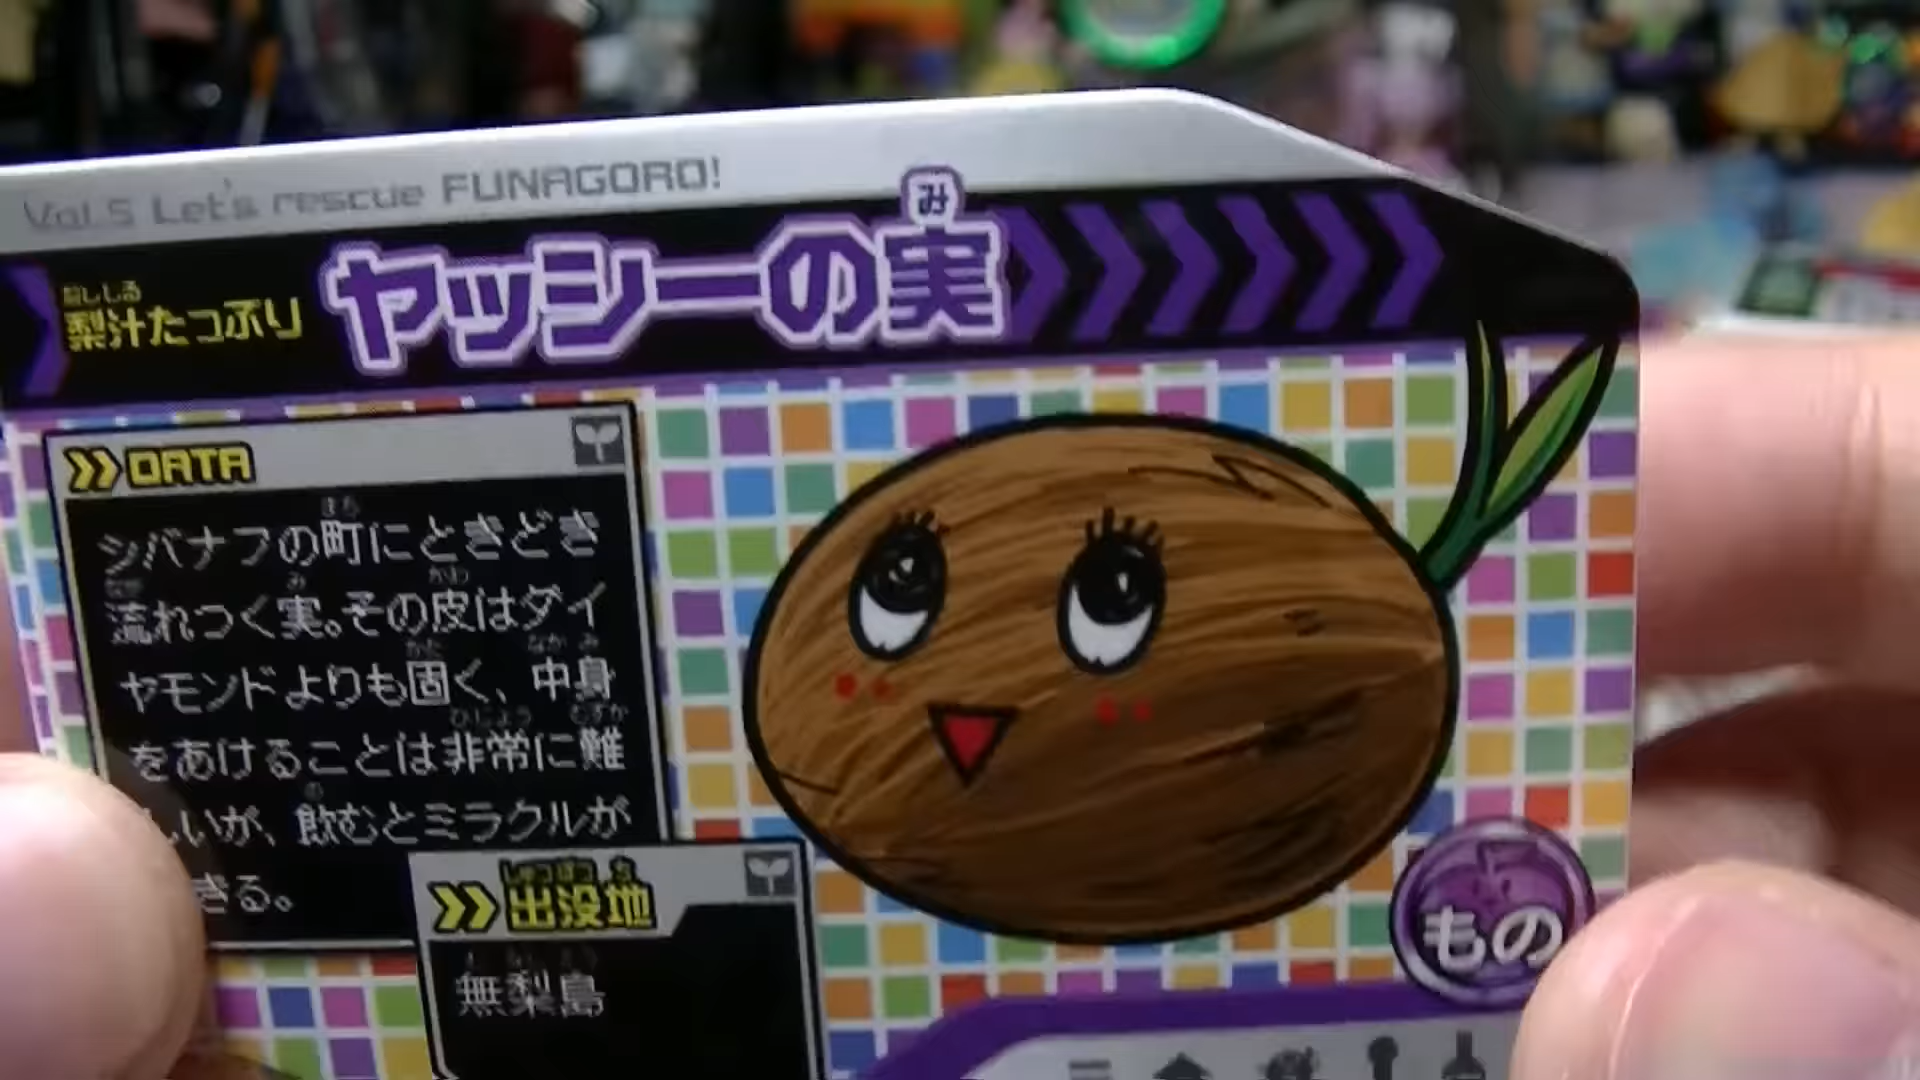 Vol.5 Let's rescue FUNAGORO!
み
なししる
梨汁たっぷり
ヤッシーの実
DATA
まち
シバナフの町にときどき
なが み かわ
流れつく実。その皮はダイ
かた なか み
ヤモンドよりも固く、中身
ひじょう むずか
をあけることは非常に難
の
しいが、飲むとミラクルが
きる。
しゅつぼつ ち
出没地
無梨島
もの